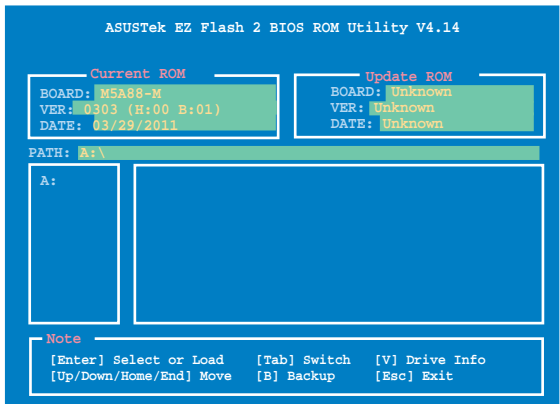 ASUSTek EZ Flash 2 BIOS ROM Utility V4.14
Current ROM
BOARD: M5A88-M
VER: 0303 (H:00 B:01)
DATE: 03/29/2011
Update ROM
BOARD: Unknown
VER: Unknown
DATE: Unknown
PATH: A:\
A:
Note
[Enter] Select or Load [Tab] Switch [V] Drive Info
[Up/Down/Home/End] Move [B] Backup [Esc] Exit